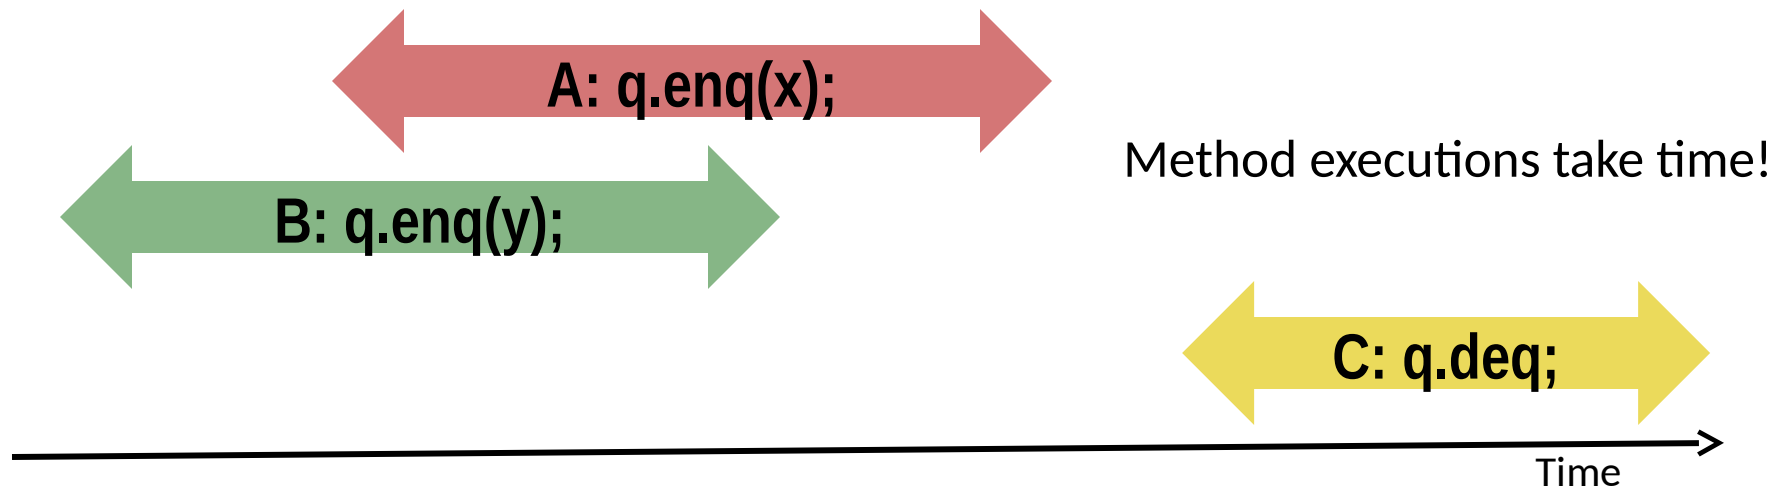 A: q.enq(x);
Method executions take time!
B: q.enq(y);
C: q.deq;
Time